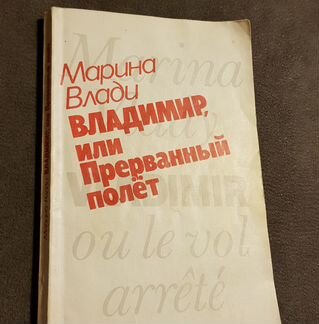 Марина
Влади
ВЛАДИМИР,
или
Прерванный
полёт
Marina
Vlady
VLADIMIR
ou le vol
arrêté